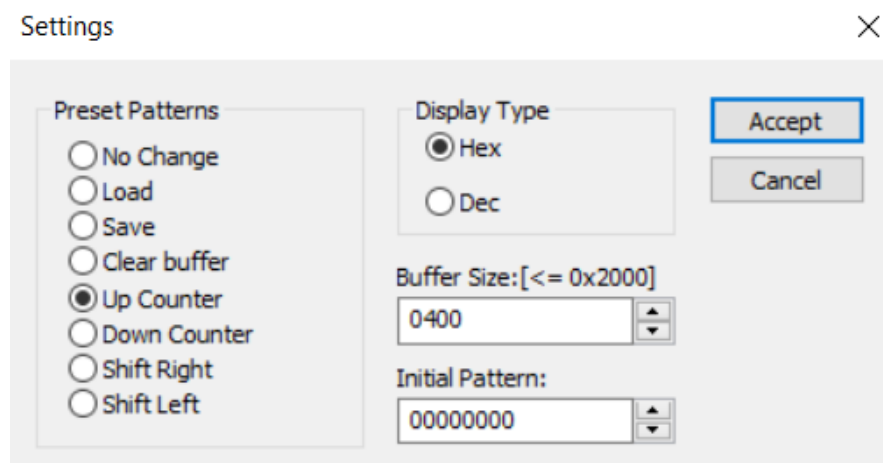 Settings
Preset Patterns
No Change
Load
Save
Clear buffer
Up Counter
Down Counter
Shift Right
Shift Left
Display Type
Hex
Dec
Buffer Size:[<= 0x2000]
0400
Initial Pattern:
00000000
Accept
Cancel